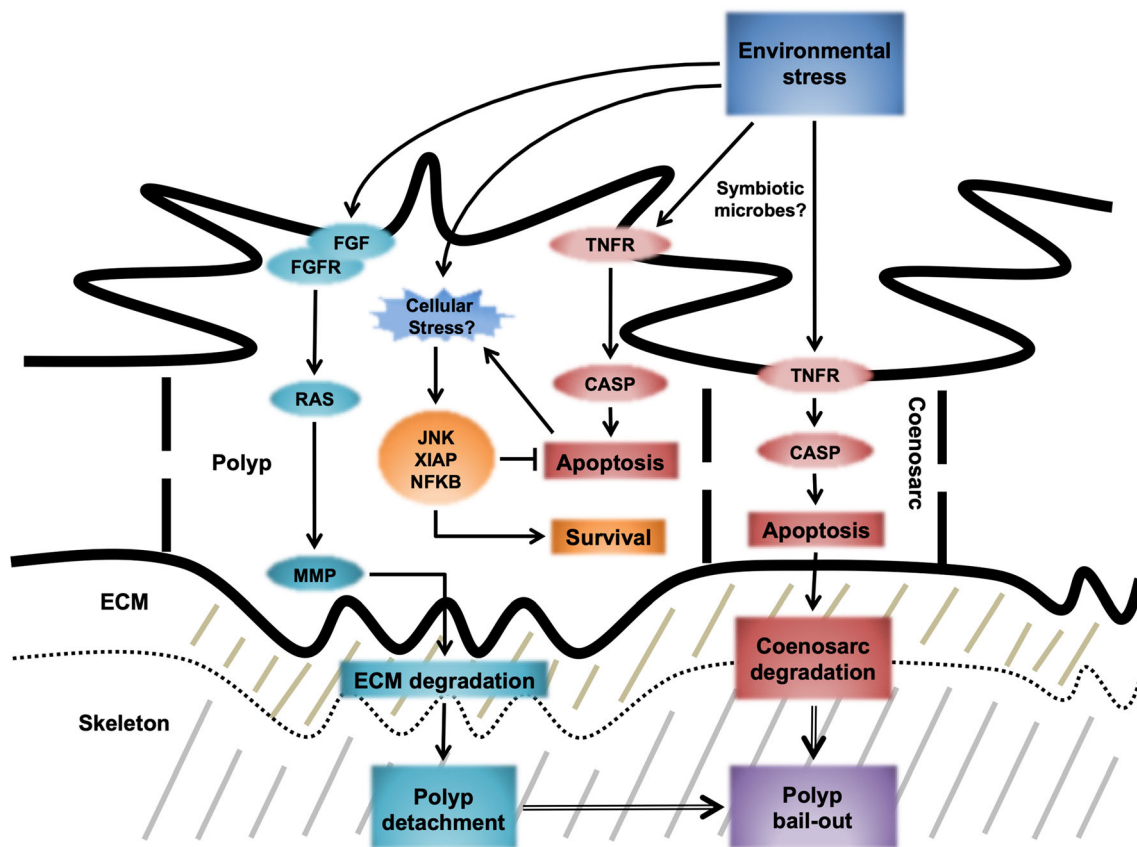 Environmental
stress
Symbiotic
microbes?
FGF
FGFR
TNFR
Cellular
Stress?
CASP
TNFR
RAS
Coenosarc
JNK
XIAP
NFKB
Polyp
Apoptosis
CASP
Survival
Apoptosis
MMP
ECM
ECM degradation
Coenosarc
degradation
Skeleton
Polyp
detachment
Polyp
bail-out